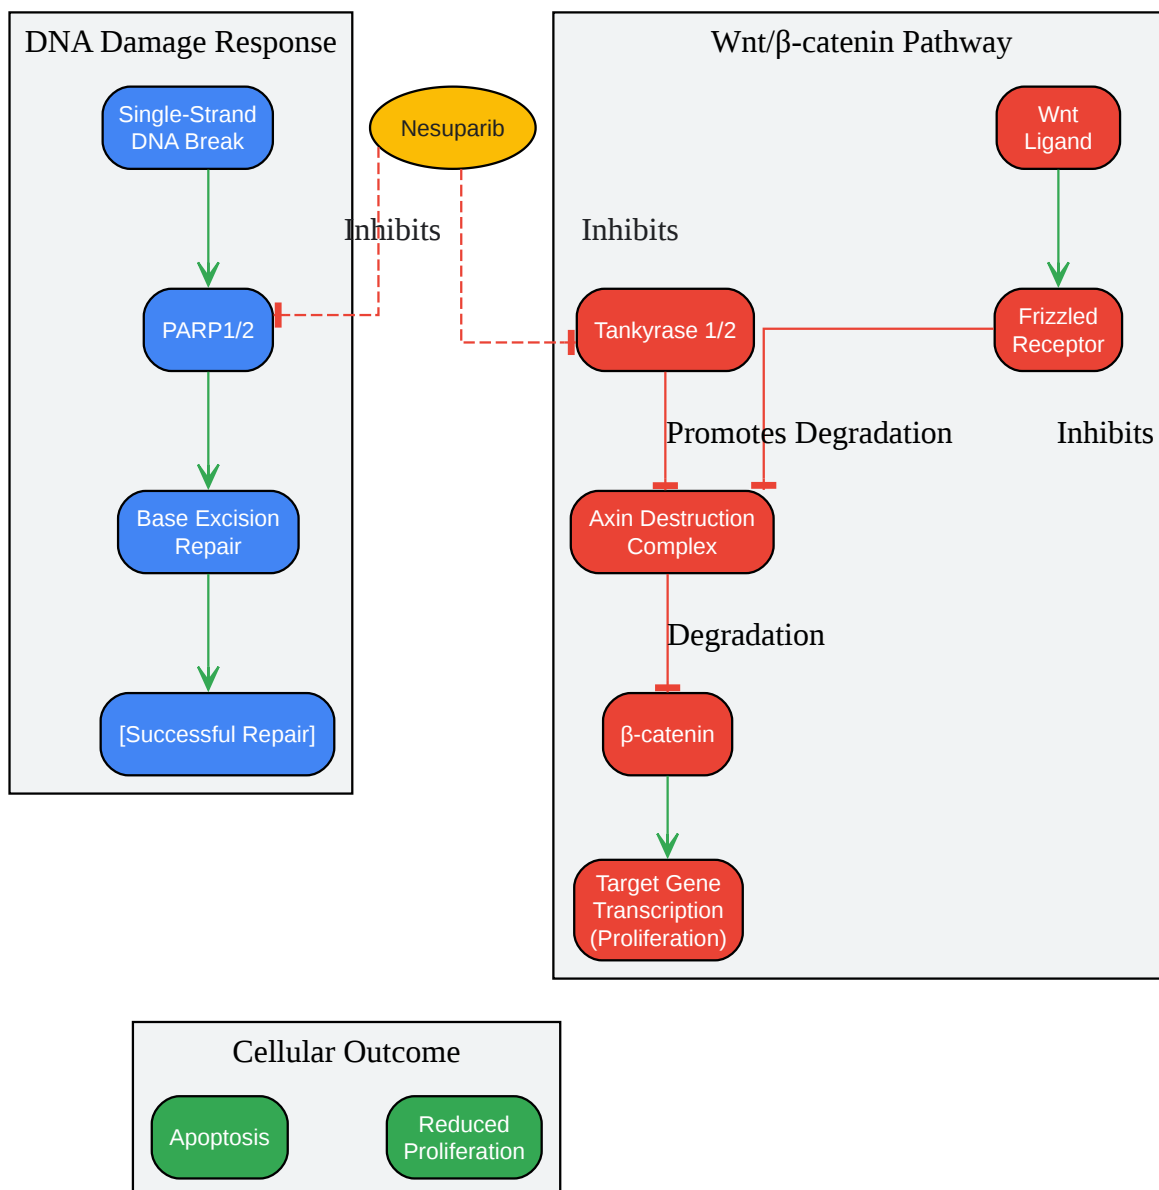 DNA Damage Response
Single-Strand
DNA Break
PARP1/2
Base Excision
Repair
[Successful Repair]
Nesuparib
Inhibits
Inhibits
Wnt/β-catenin Pathway
Wnt
Ligand
Frizzled
Receptor
Tankyrase 1/2
Promotes Degradation
Inhibits
Axin Destruction
Complex
Degradation
β-catenin
Target Gene
Transcription
(Proliferation)
Cellular Outcome
Apoptosis
Reduced
Proliferation